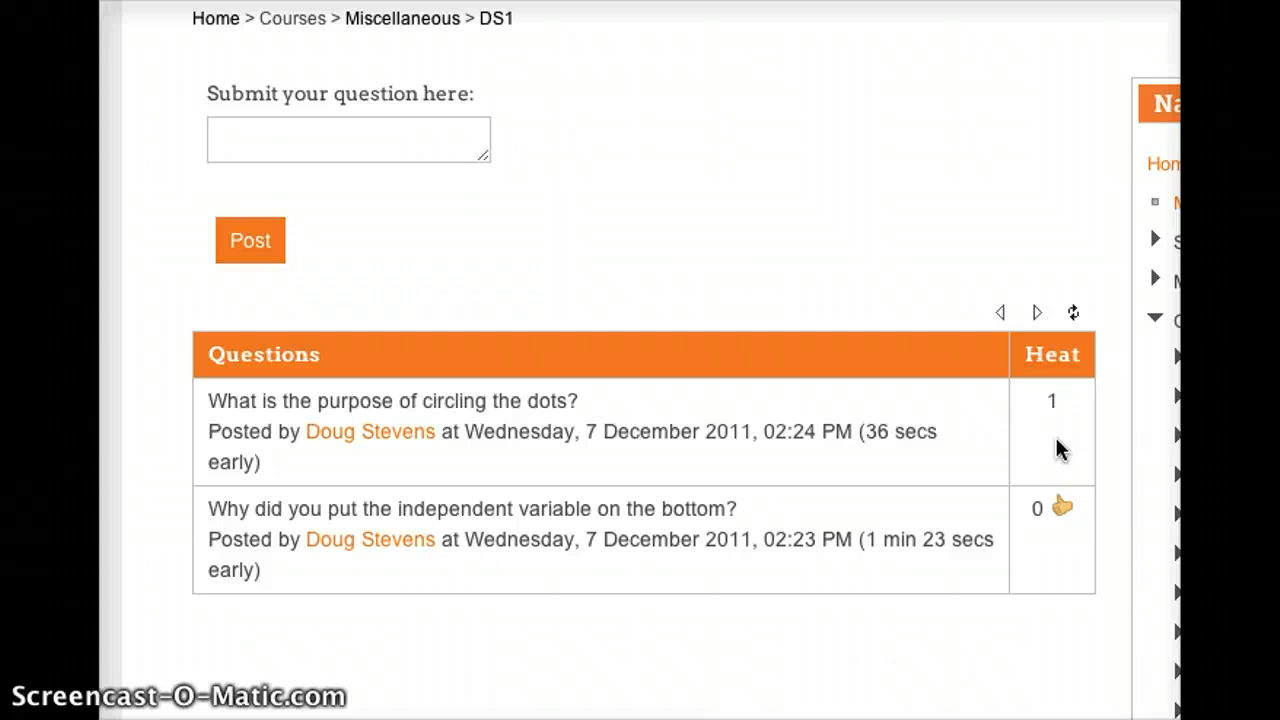 Home > Courses > Miscellaneous > DS1
Submit your question here:
Na
Hom
Post
Questions
Heat
What is the purpose of circling the dots?
1
Posted by Doug Stevens at Wednesday, 7 December 2011, 02:24 PM (36 secs
early)
Why did you put the independent variable on the bottom?
0
Posted by Doug Stevens at Wednesday, 7 December 2011, 02:23 PM (1 min 23 secs
early)
Screencast-O-Matic.com